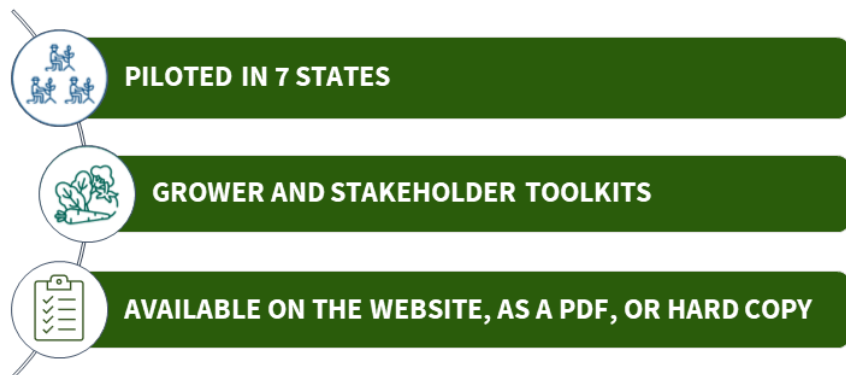 PILOTED IN 7 STATES
GROWER AND STAKEHOLDER TOOLKITS
AVAILABLE ON THE WEBSITE, AS A PDF, OR HARD COPY